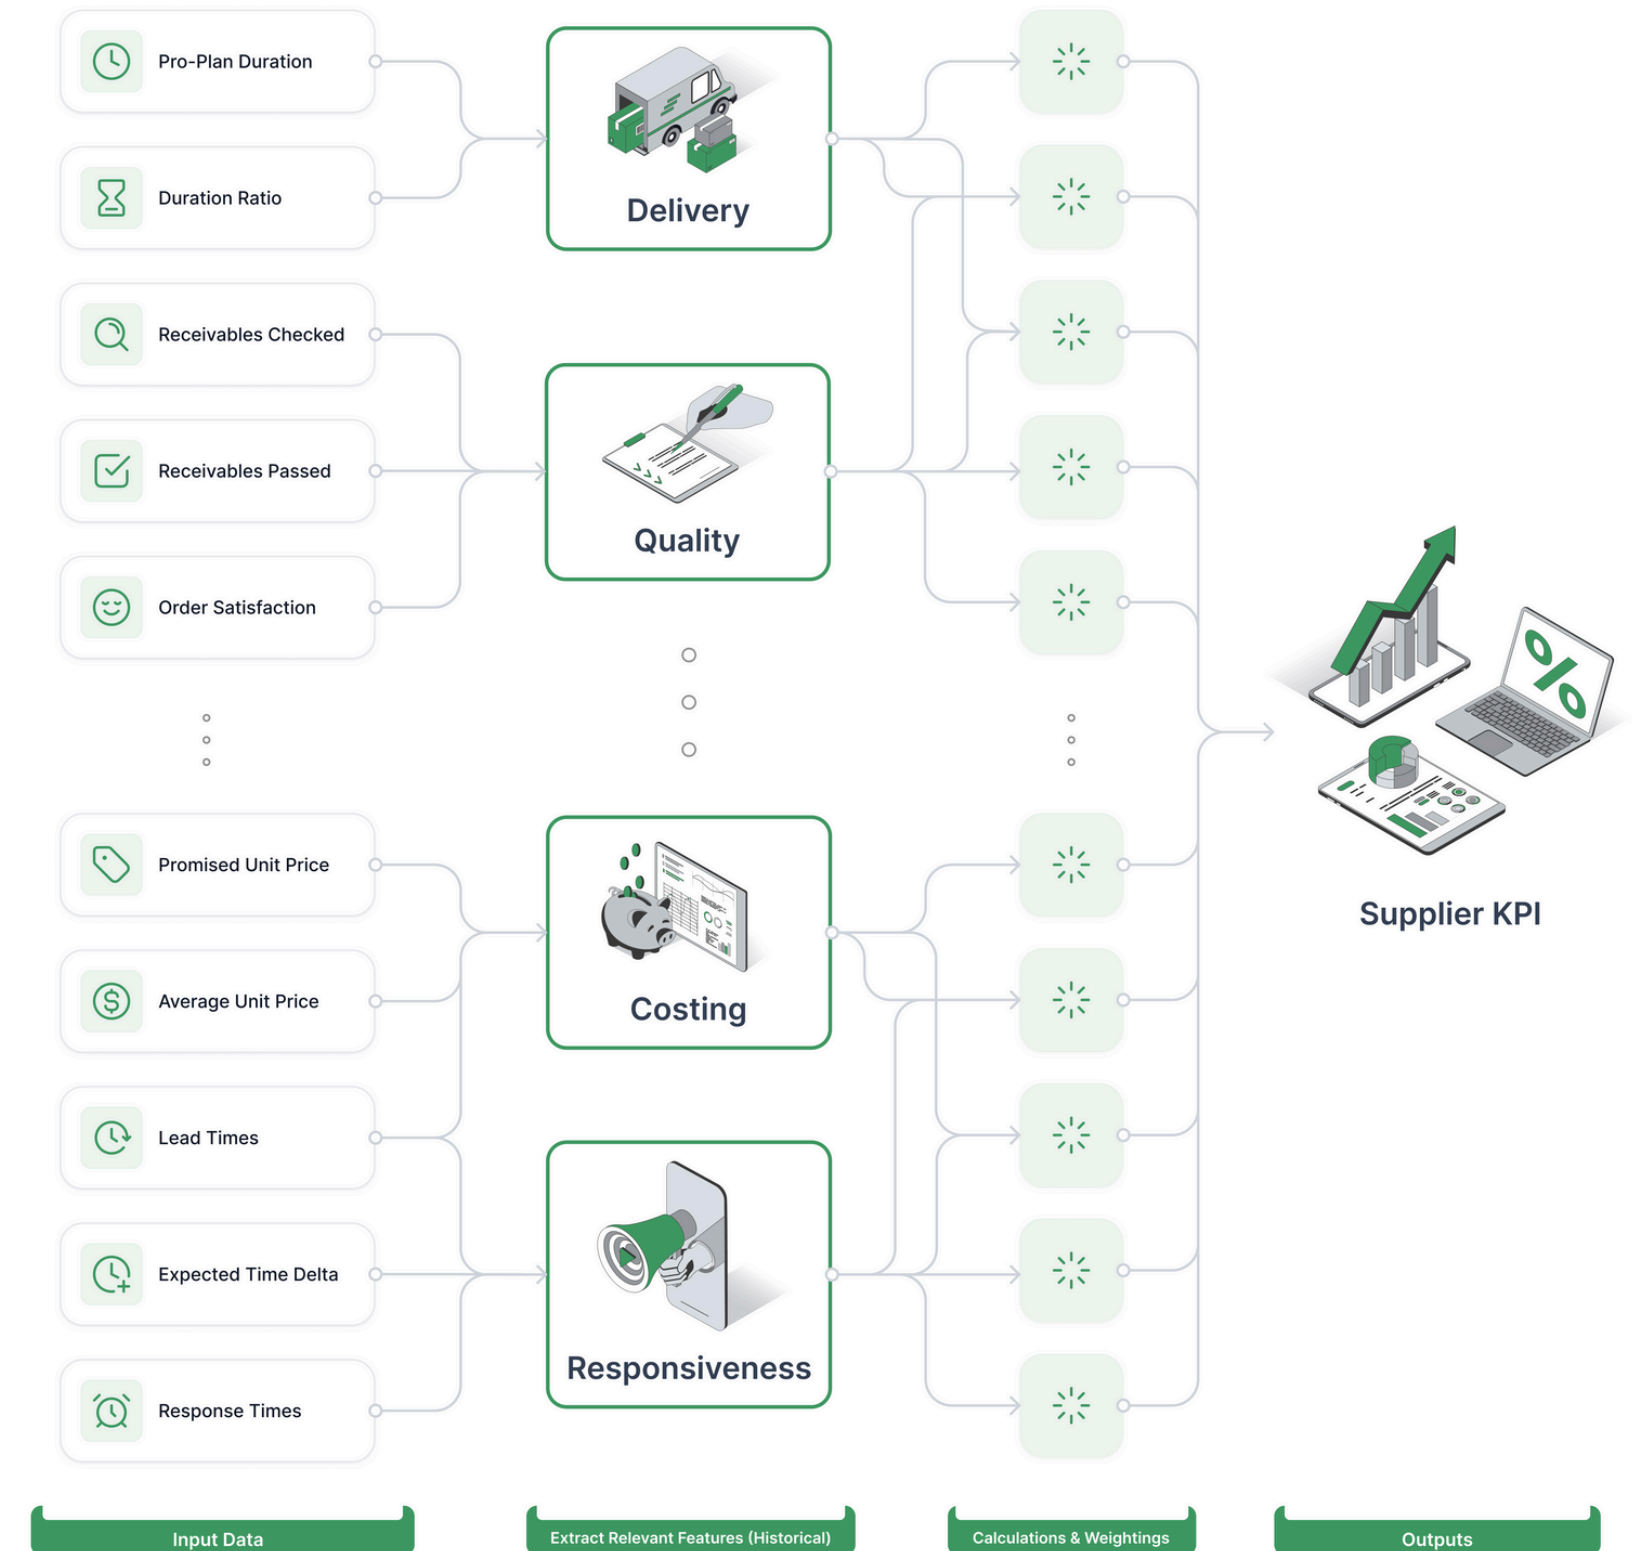 Pro-Plan Duration
Duration Ratio
Receivables Checked
Receivables Passed
Order Satisfaction
Promised Unit Price
Average Unit Price
Lead Times
Expected Time Delta
Response Times
Delivery
Quality
Costing
Responsiveness
%
Supplier KPI
Input Data
Extract Relevant Features (Historical)
Calculations & Weightings
Outputs